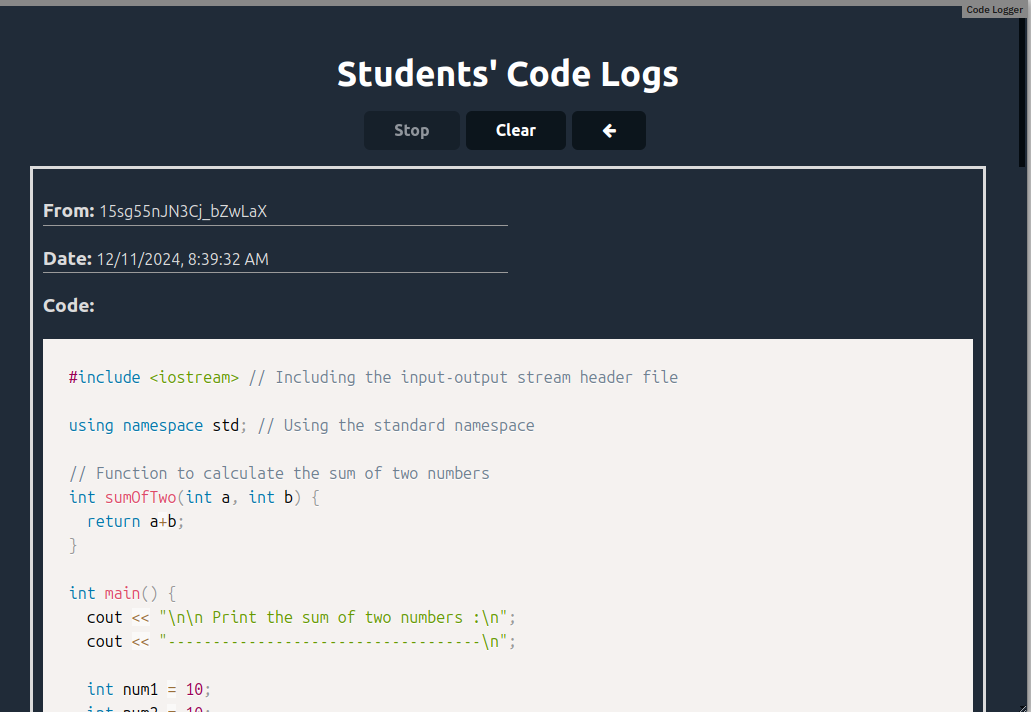 Code Logger
Students' Code Logs
Stop Clear ←
From: 15sg55nJN3Cj_bZwLaX
Date: 12/11/2024, 8:39:32 AM
Code:
#include <iostream> // Including the input-output stream header file
using namespace std; // Using the standard namespace
// Function to calculate the sum of two numbers
int sumOfTwo(int a, int b) {
  return a+b;
}
int main() {
  cout << "\n\n Print the sum of two numbers :\n";
  cout << "-----------------------------------\n";
  int num1 = 10;
  int num2 = 10;